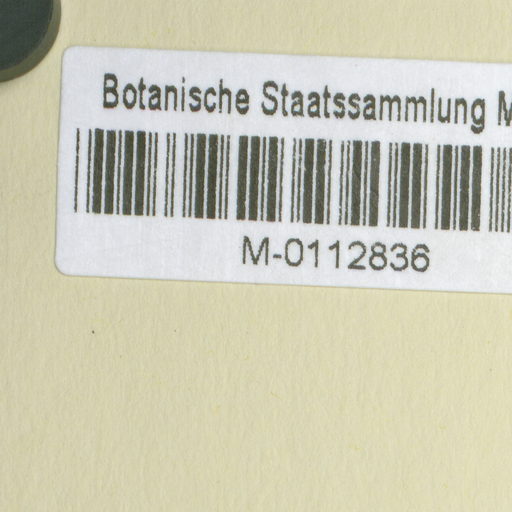 Botanische Staatssammlung M
M-0112836